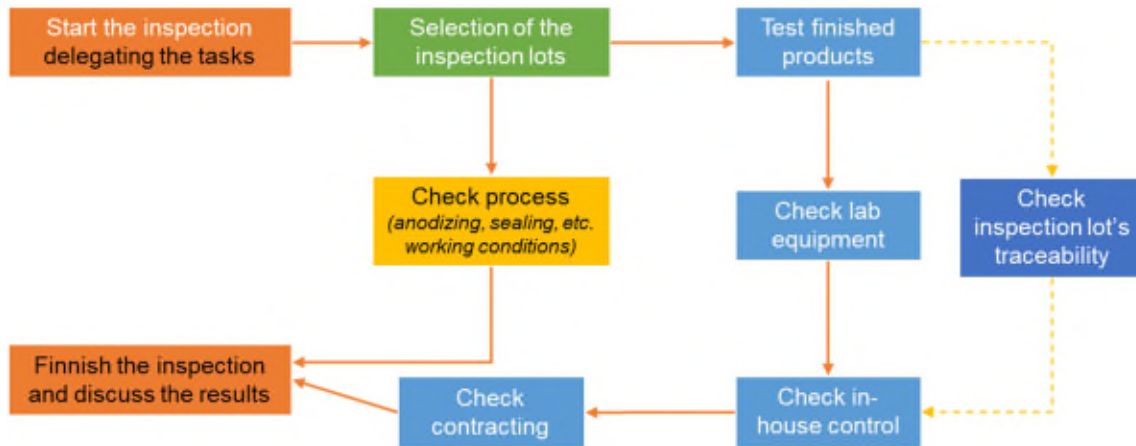 Start the inspection
delegating the tasks
Selection of the
inspection lots
Test finished
products
Check process
(anodizing, sealing, etc.
working conditions)
Check lab
equipment
Check
inspection lot's
traceability
Finnish the inspection
and discuss the results
Check
contracting
Check in-
house control